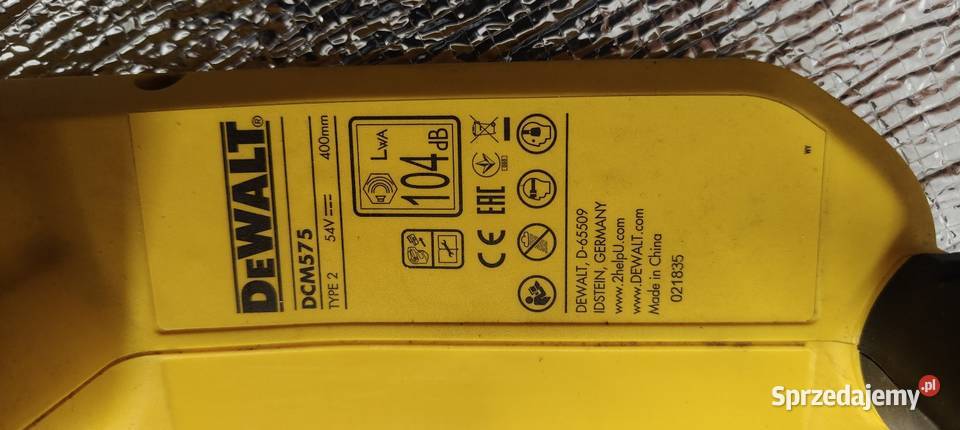 DEWALT®
DCM575
TYPE 2 54V 400mm
LWA
104 dB
EAC
CE
DEWALT, D-65509
IDSTEIN, GERMANY
www.2helpU.com
www.DEWALT.com
Made in China
021835
WY
Sprzedajemy.pl